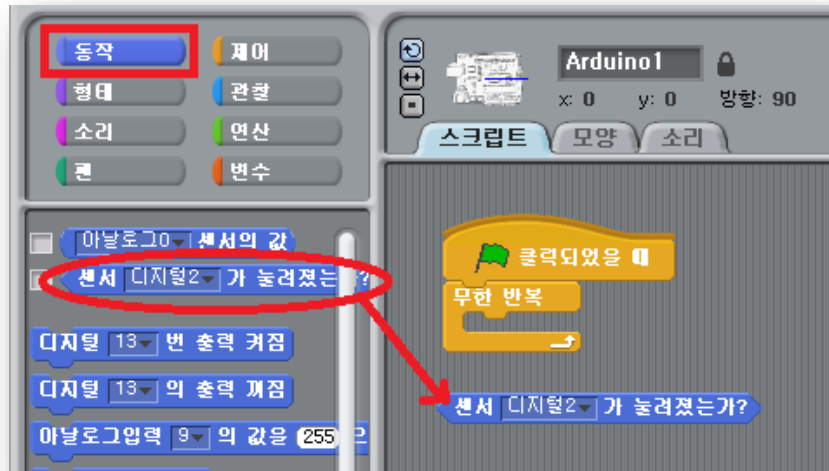 동작
제어
형태
관찰
소리
연산
펜
변수
아날로그0 센서의 값
센서 디지털2 가 눌려졌는 ?
디지털 13 번 출력 켜짐
디지털 13 의 출력 꺼짐
아날로그입력 9 의 값을 255 으
Arduino1
x: 0 y: 0 방향: 90
스크립트 모양 소리
클릭되었을 때
무한 반복
센서 디지털2 가 눌려졌는가?